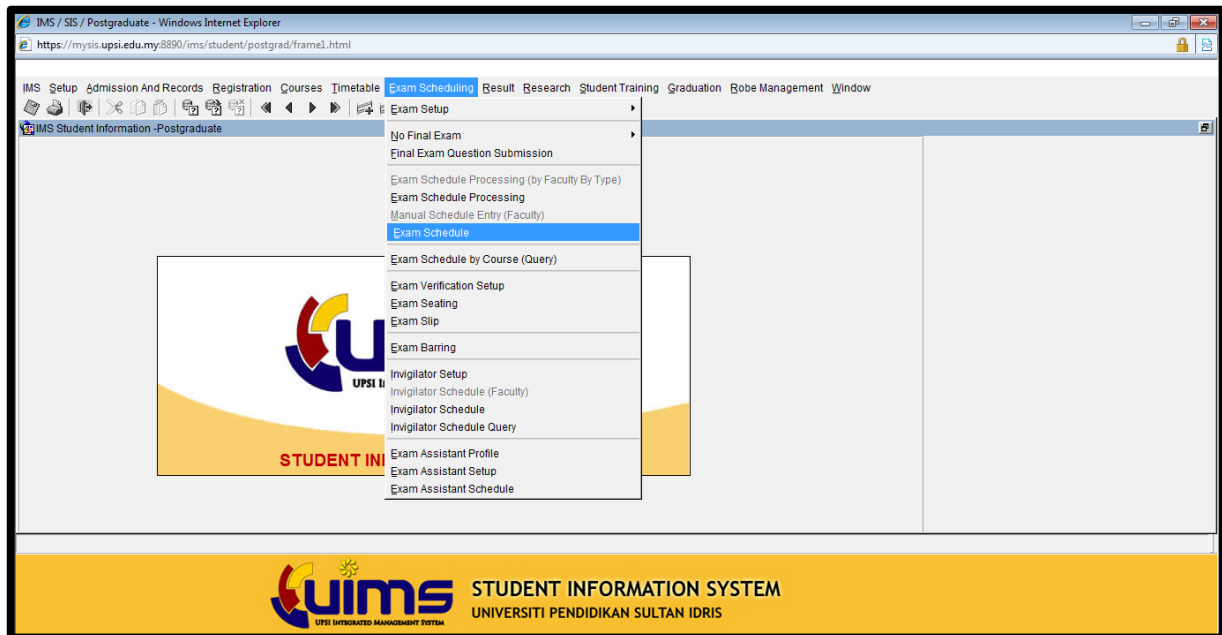 IMS / SIS / Postgraduate - Windows Internet Explorer
https://mysis.upsi.edu.my:8890/ims/student/postgrad/frame1.html
IMS Setup Admission And Records Registration Courses Timetable Exam Scheduling Result Research Student Training Graduation Robe Management Window
IMS Student Information -Postgraduate
Exam Setup
No Final Exam
Final Exam Question Submission
Exam Schedule Processing (by Faculty By Type)
Exam Schedule Processing
Manual Schedule Entry (Faculty)
Exam Schedule
Exam Schedule by Course (Query)
Exam Verification Setup
Exam Seating
Exam Slip
Exam Barring
Invigilator Setup
Invigilator Schedule (Faculty)
Invigilator Schedule
Invigilator Schedule Query
Exam Assistant Profile
Exam Assistant Setup
Exam Assistant Schedule
UPSI
STUDENT
uims
UPSI INTEGRATED MANAGEMENT SYSTEM
STUDENT INFORMATION SYSTEM
UNIVERSITI PENDIDIKAN SULTAN IDRIS